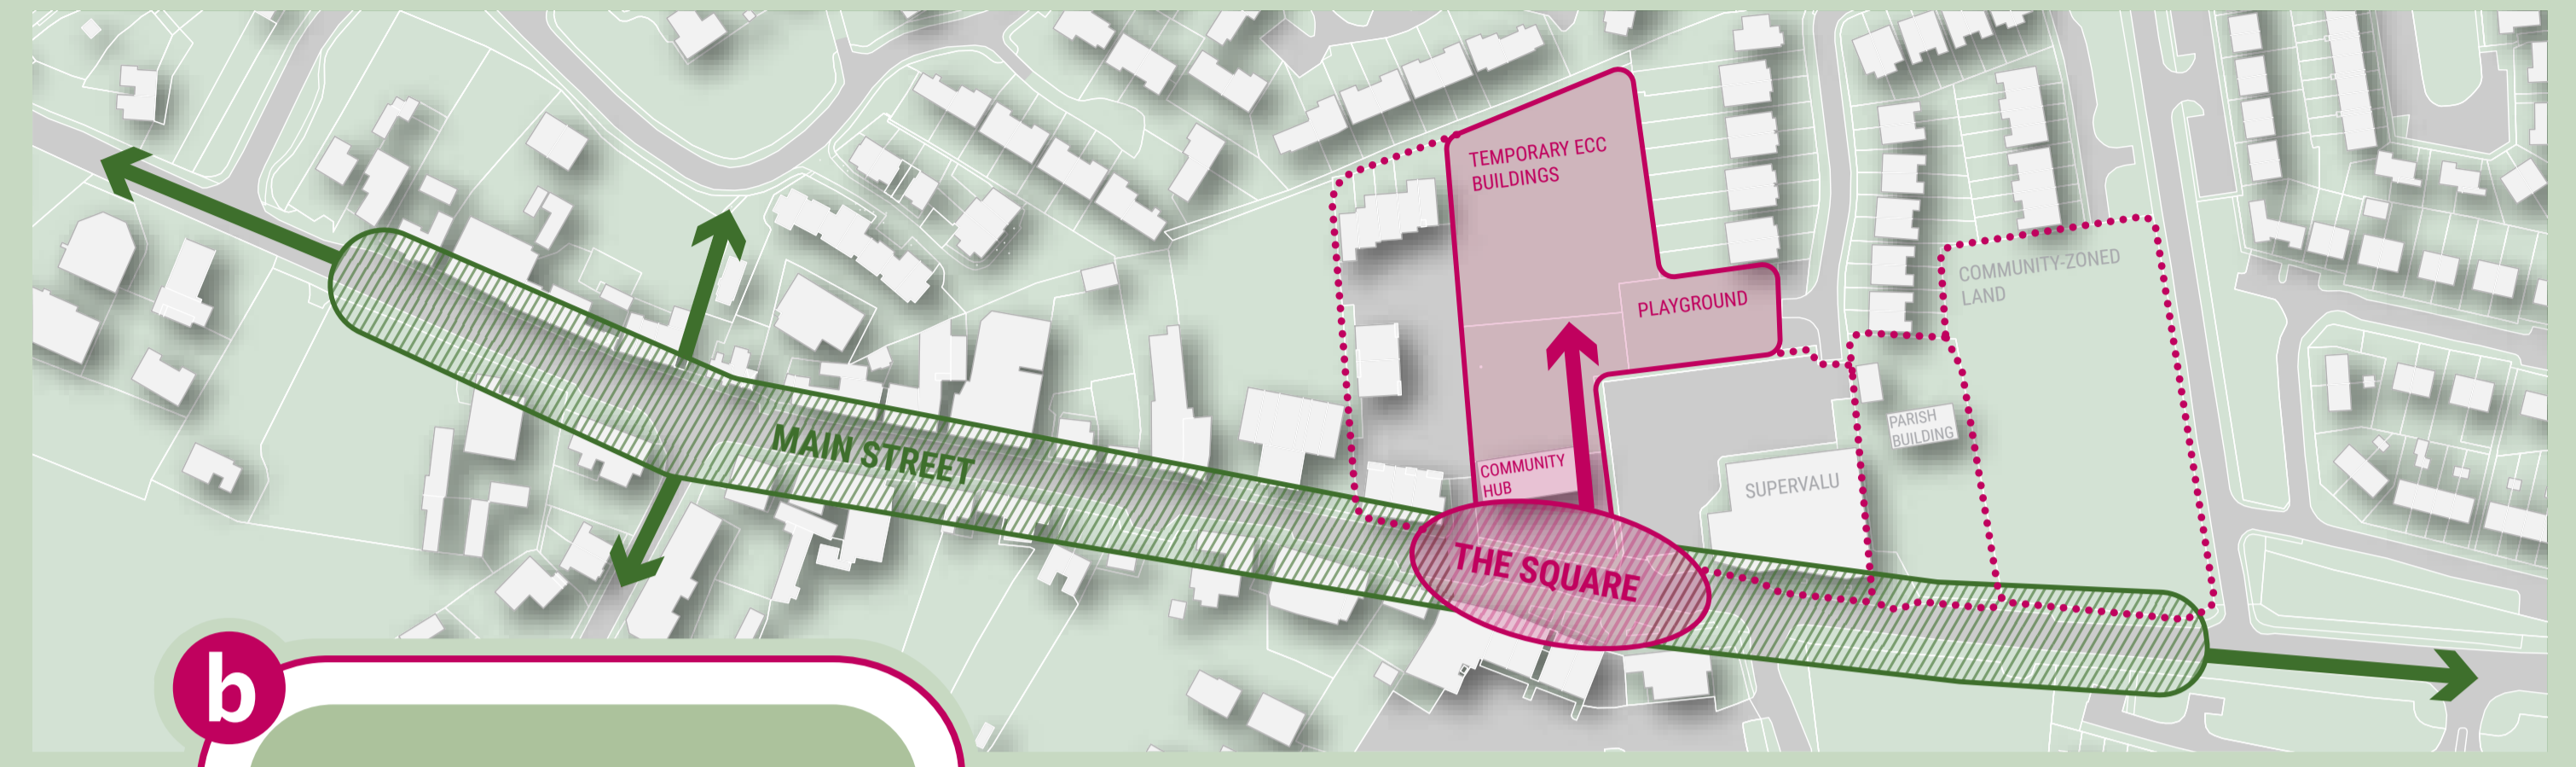 TEMPORARY ECC
BUILDINGS
PLAYGROUND
COMMUNITY-ZONED
LAND
PARISH
BUILDING
MAIN STREET
COMMUNITY
HUB
SUPERVALU
THE SQUARE
b